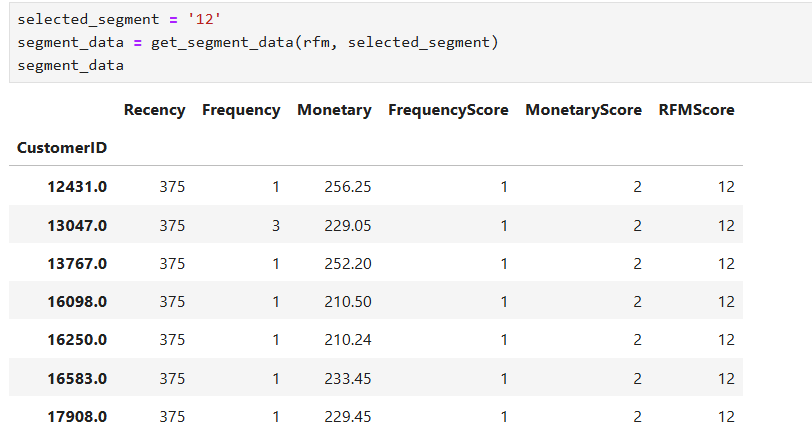 selected_segment = '12'
segment_data = get_segment_data(rfm, selected_segment)
segment_data
Recency Frequency Monetary FrequencyScore MonetaryScore RFMScore
CustomerID
12431.0 375 1 256.25 1 2 12
13047.0 375 3 229.05 1 2 12
13767.0 375 1 252.20 1 2 12
16098.0 375 1 210.50 1 2 12
16250.0 375 1 210.24 1 2 12
16583.0 375 1 233.45 1 2 12
17908.0 375 1 229.45 1 2 12